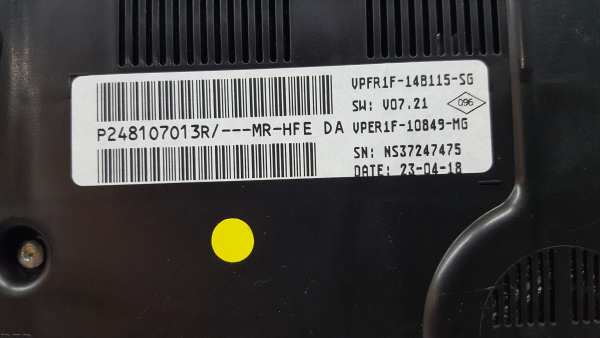 VPFR1F-14B115-SG
SW: V07.21
096
P248107013R/---MR-HFE DA
VPER1F-10849-MG
SN: NS37247475
DATE: 23-04-18